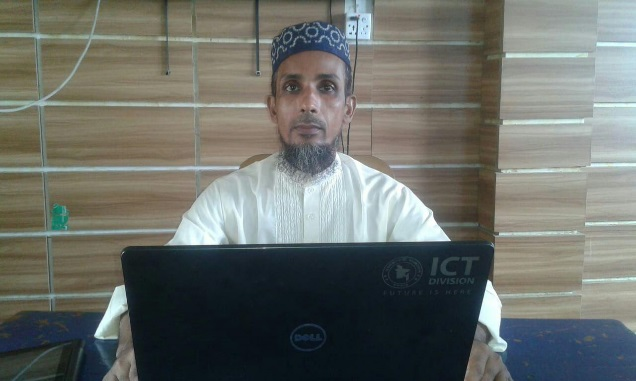 ICT
DIVISION
FUTURE IS HERE
DELL